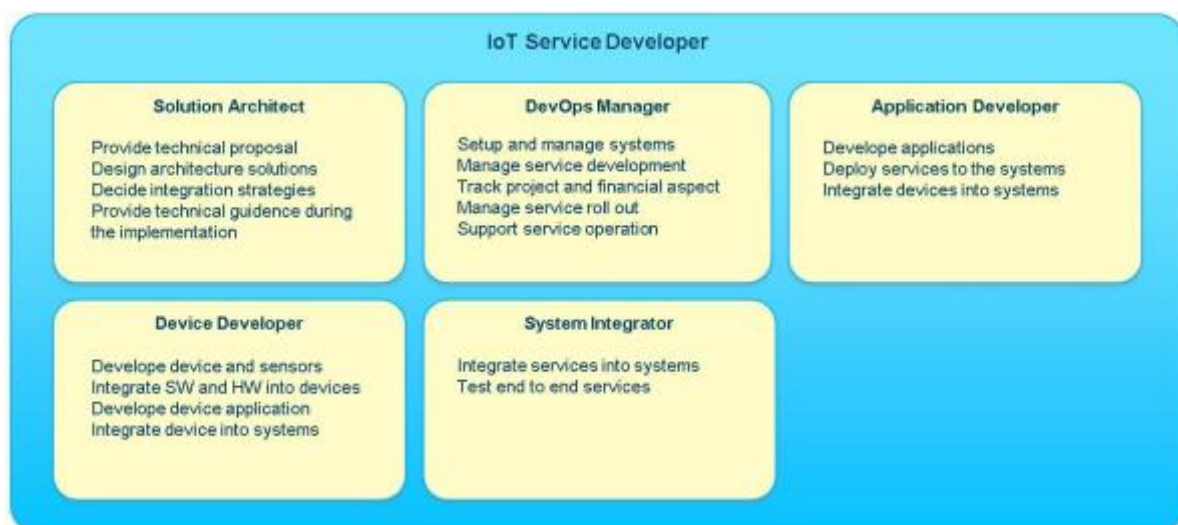 IoT Service Developer
Solution Architect
Provide technical proposal
Design architecture solutions
Decide integration strategies
Provide technical guidence during
the implementation
DevOps Manager
Setup and manage systems
Manage service development
Track project and financial aspect
Manage service roll out
Support service operation
Application Developer
Develope applications
Deploy services to the systems
Integrate devices into systems
Device Developer
Develope device and sensors
Integrate SW and HW into devices
Develope device application
Integrate device into systems
System Integrator
Integrate services into systems
Test end to end services